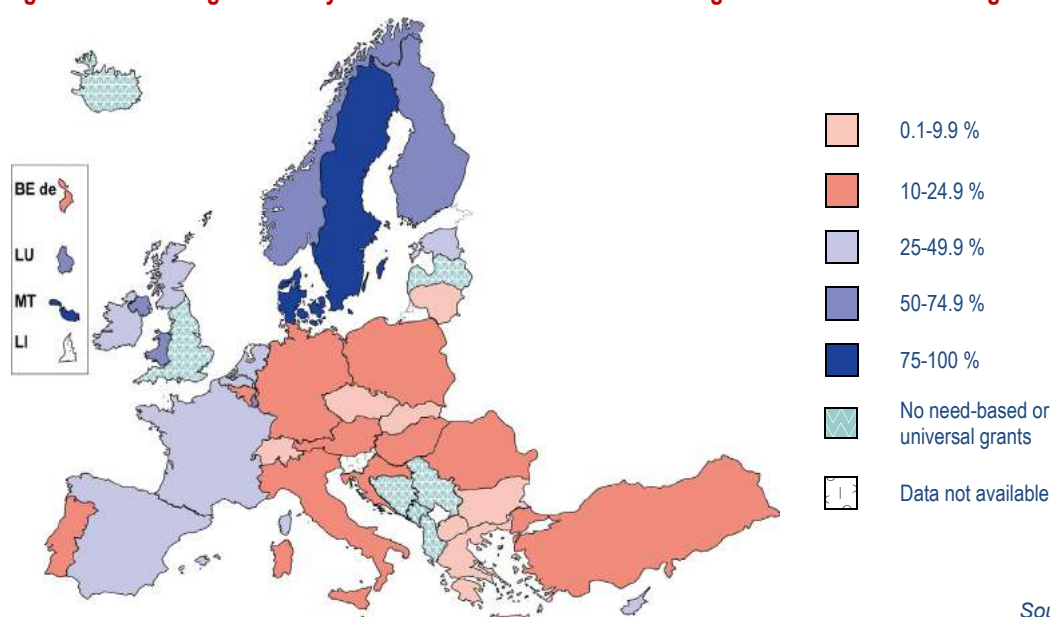 BE de
LU
MT
LI
0.1-9.9 %
10-24.9 %
25-49.9 %
50-74.9 %
75-100 %
No need-based or
universal grants
Data not available